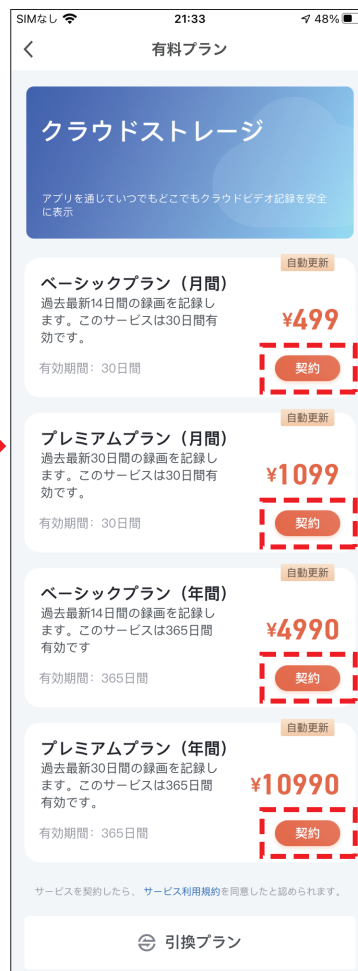 SIMなし 21:33 48%
有料プラン
クラウドストレージ
アプリを通じていつでもどこでもクラウドビデオ記録を安全
に表示
自動更新
ベーシックプラン（月間）
過去最新14日間の録画を記録し
ます。このサービスは30日間有
効です。
¥499
有効期間：30日間
契約
自動更新
プレミアムプラン（月間）
過去最新30日間の録画を記録し
ます。このサービスは30日間有
効です。
¥1099
有効期間：30日間
契約
自動更新
ベーシックプラン（年間）
過去最新14日間の録画を記録し
ます。このサービスは365日間
有効です
¥4990
有効期間：365日間
契約
自動更新
プレミアムプラン（年間）
過去最新30日間の録画を記録し
ます。このサービスは365日間
有効です。
¥10990
有効期間：365日間
契約
サービスを契約したら、サービス利用規約を同意したと認められます。
引換プラン